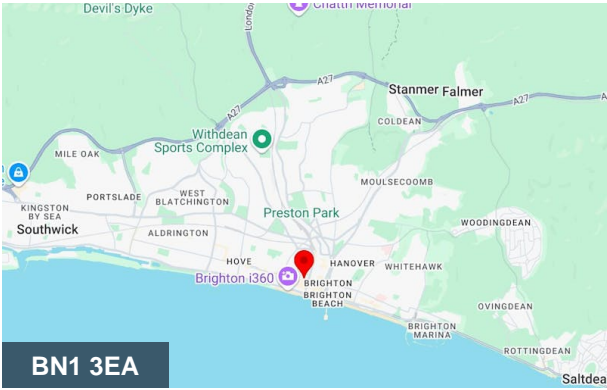 Devil's Dyke
Chattri Memorial
London
A27
Stanmer Falmer
A27
A27
COLDEAN
Withdean
Sports Complex
MILE OAK
MOULSECOOMB
PORTSLADE
WEST
BLATCHINGTON
KINGSTON
BY SEA
Preston Park
WOODINGDEAN
Southwick
ALDRINGTON
HOVE
HANOVER
WHITEHAWK
Brighton i360
BRIGHTON
BRIGHTON
BEACH
OVINGDEAN
BRIGHTON
MARINA
ROTTINGDEAN
BN1 3EA
Saltdea